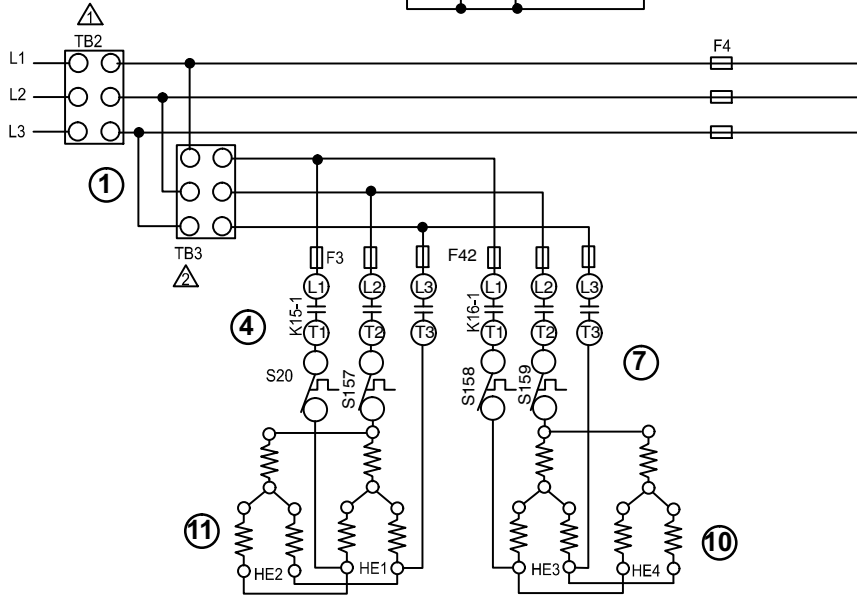 1
TB2
L1
F4
L2
L3
1
TB3
2
F3
F42
L1 L2 L3 L1 L2 L3
K15-1
K16-1
4
T1 T2 T3 T1 T2 T3
7
S20
S157
S158
S159
11
10
HE2
HE1
HE3
HE4